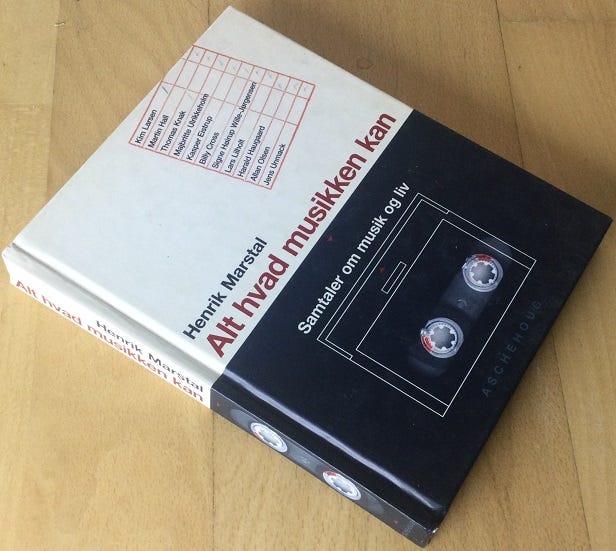 Kim Larsen
Martin Hall
Thomas Knak
Majbritte Ulrikkeholm
Kasper Eistrup
Billy Cross
Signe Høirup Wille-Jørgensen
Lars Lilholt
Harald Haugaard
Allan Olsen
Jens Unmack
Henrik Marstal
Alt hvad musikken kan
Samtaler om musik og liv
ASCHEHOUG
Henrik Marstal
Alt hvad musikken kan